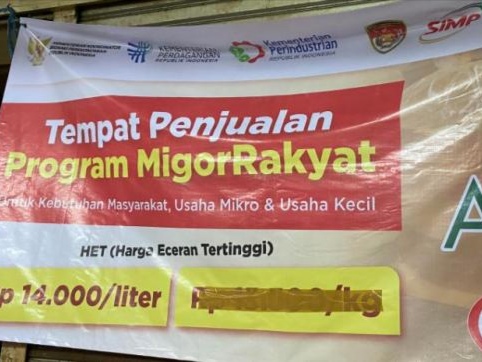 KEMENTERIAN
PERDAGANGAN
REPUBLIK INDONESIA
Kementerian
Perindustrian
REPUBLIK INDONESIA
SIMP
Tempat Penjualan
Program MigorRakyat
Untuk Kebutuhan Masyarakat, Usaha Mikro & Usaha Kecil
HET (Harga Eceran Tertinggi)
p 14.000/liter
/kg
A